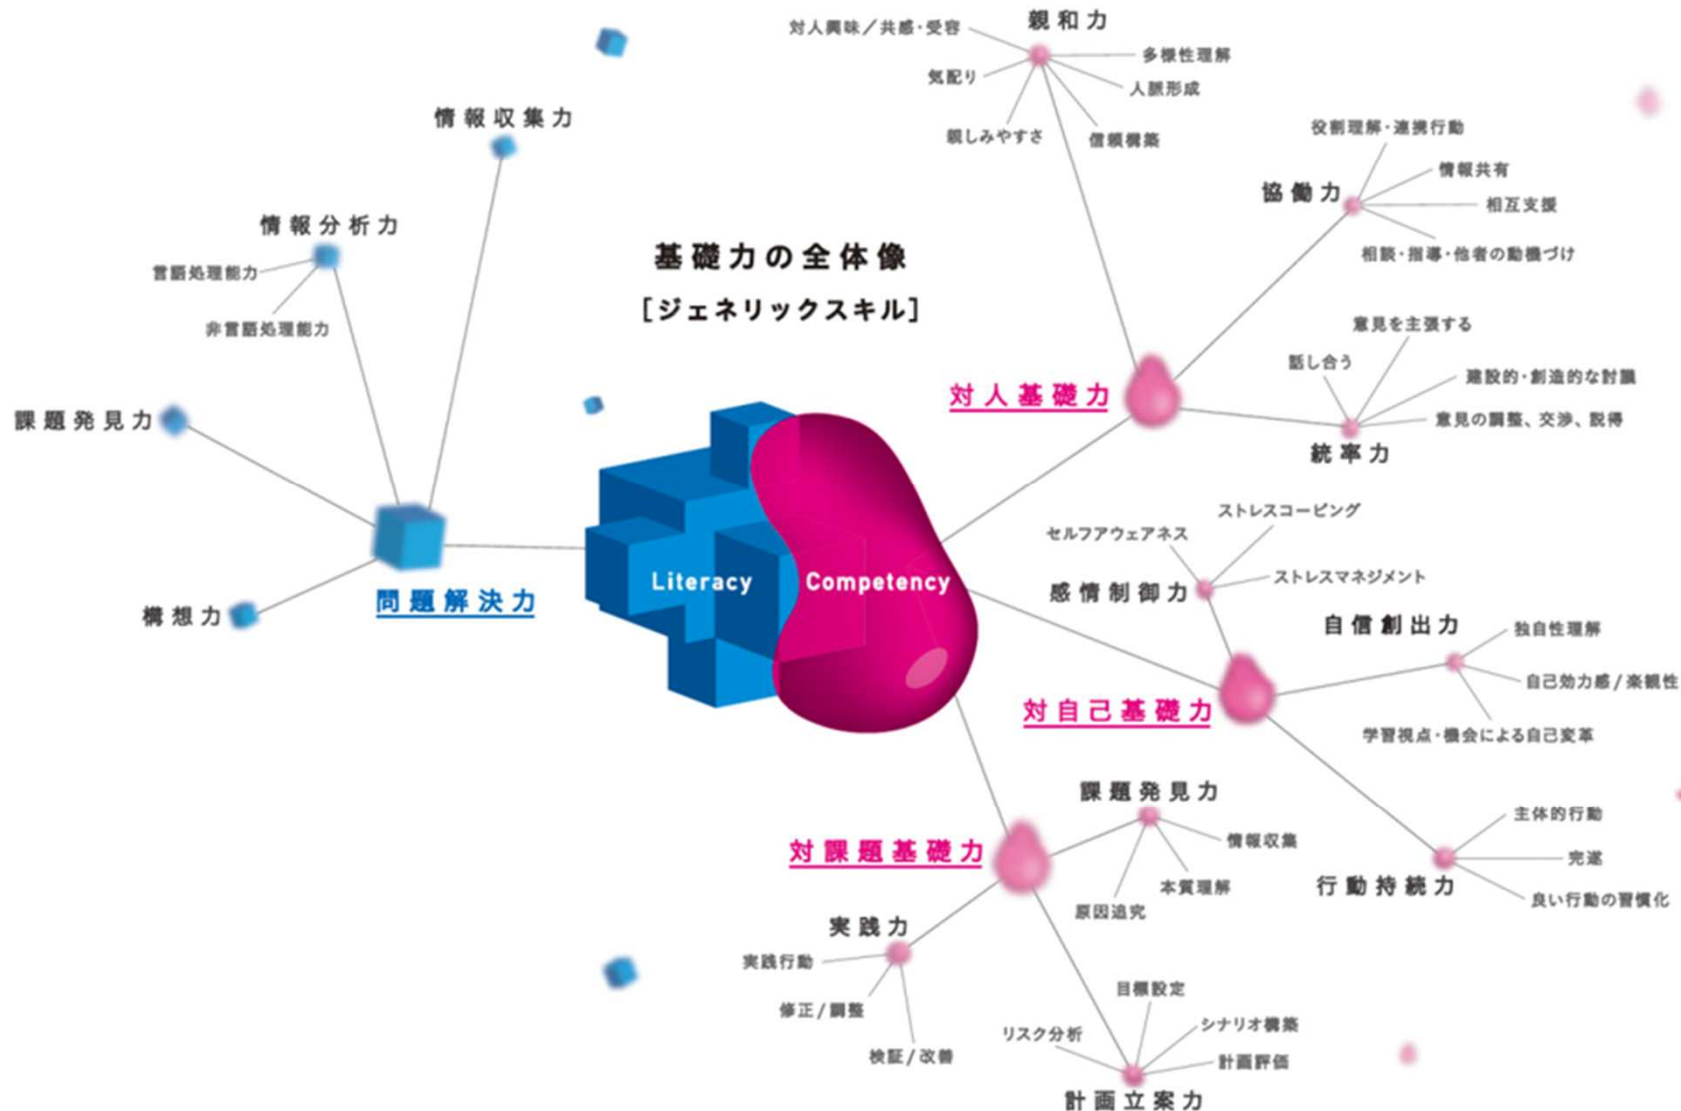 基礎力の全体像
[ジェネリックスキル]
Literacy
Competency
問題解決力
情報収集力
情報分析力
言語処理能力
非言語処理能力
課題発見力
構想力
対人基礎力
親和力
対人興味/共感・受容
多様性理解
気配り
人脈形成
親しみやすさ
信頼構築
協働力
役割理解・連携行動
情報共有
相互支援
相談・指導・他者の動機づけ
統率力
意見を主張する
話し合う
建設的・創造的な討議
意見の調整、交渉、説得
対自己基礎力
感情制御力
ストレスコーピング
セルフアウェアネス
ストレスマネジメント
自信創出力
独自性理解
自己効力感/楽観性
学習視点・機会による自己変革
行動持続力
主体的行動
完遂
良い行動の習慣化
対課題基礎力
課題発見力
情報収集
本質理解
原因追究
実践力
実践行動
修正/調整
検証/改善
計画立案力
目標設定
リスク分析
シナリオ構築
計画評価